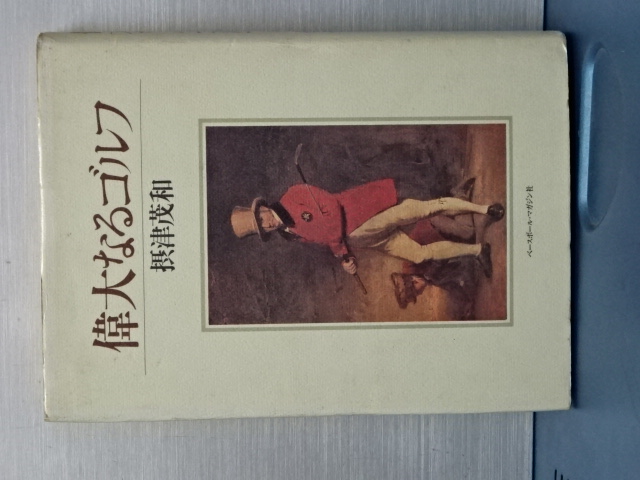 偉大なるゴルフ
摂津茂和
ベースボール・マガジン社